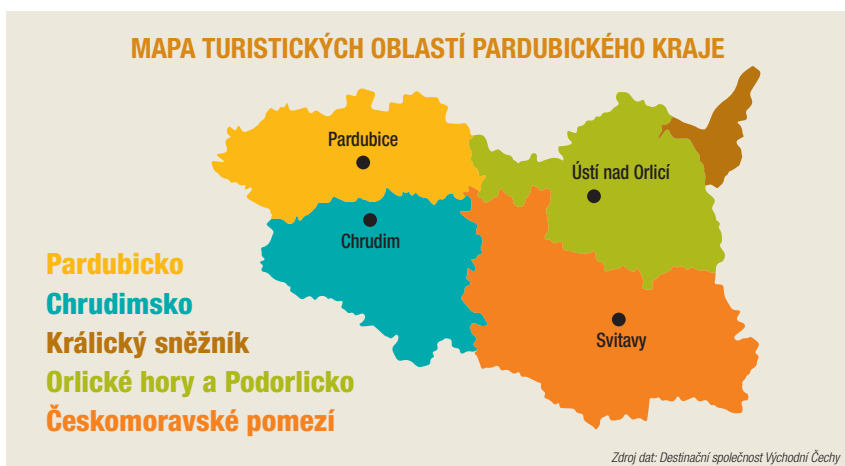 MAPA TURISTICKÝCH OBLASTÍ PARDUBICKÉHO KRAJE
Pardubice
Ústí nad Orlicí
Chrudim
Svitavy
Pardubicko
Chrudimsko
Králický sněžník
Orlické hory a Podorlicko
Českomoravské pomezí
Zdroj dat: Destinační společnost Východní Čechy